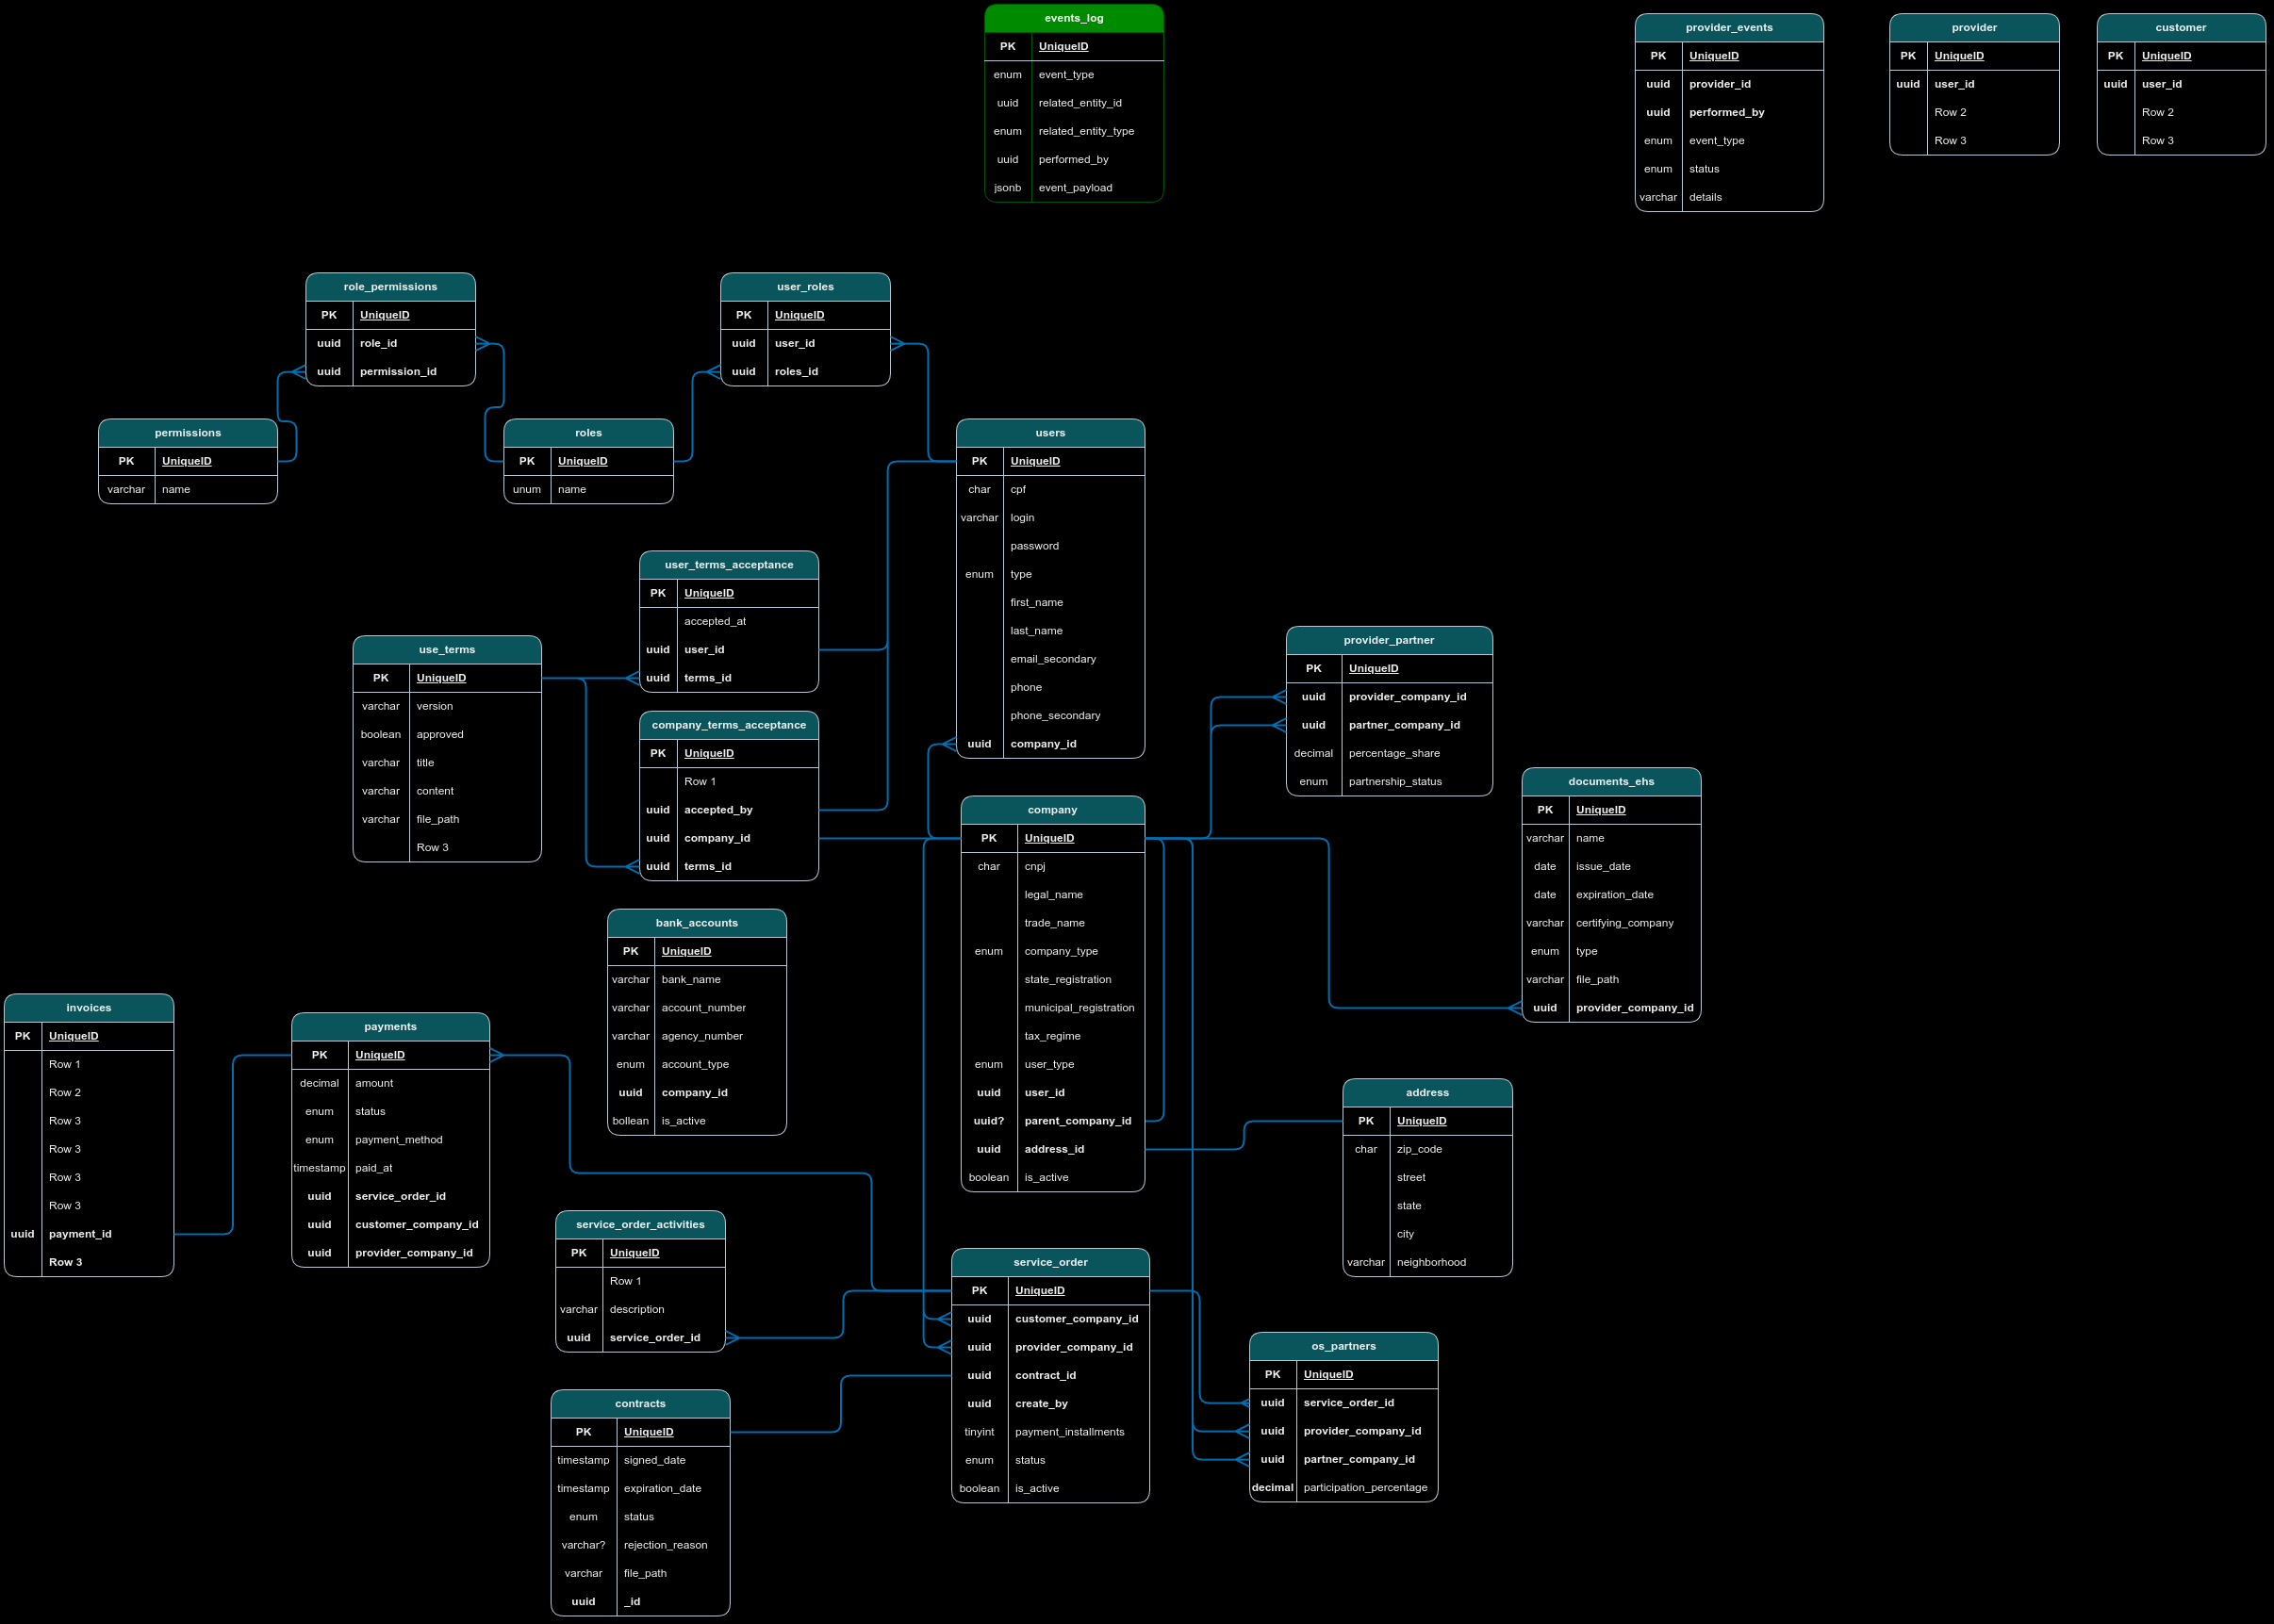 events_log
PK UniqueID
enum event_type
uuid related_entity_id
enum related_entity_type
uuid performed_by
jsonb event_payload
provider_events
PK UniqueID
uuid provider_id
uuid performed_by
enum event_type
enum status
varchar details
provider
PK UniqueID
uuid user_id
Row 2
Row 3
customer
PK UniqueID
uuid user_id
Row 2
Row 3
role_permissions
PK UniqueID
uuid role_id
uuid permission_id
user_roles
PK UniqueID
uuid user_id
uuid roles_id
permissions
PK UniqueID
varchar name
roles
PK UniqueID
unum name
users
PK UniqueID
char cpf
varchar login
password
enum type
first_name
last_name
email_secondary
phone
phone_secondary
uuid company_id
user_terms_acceptance
PK UniqueID
accepted_at
uuid user_id
uuid terms_id
use_terms
PK UniqueID
varchar version
boolean approved
varchar title
varchar content
varchar file_path
Row 3
company_terms_acceptance
PK UniqueID
Row 1
uuid accepted_by
uuid company_id
uuid terms_id
provider_partner
PK UniqueID
uuid provider_company_id
uuid partner_company_id
decimal percentage_share
enum partnership_status
documents_ehs
PK UniqueID
varchar name
date issue_date
date expiration_date
varchar certifying_company
enum type
varchar file_path
uuid provider_company_id
company
PK UniqueID
char cnpj
legal_name
trade_name
enum company_type
state_registration
municipal_registration
tax_regime
enum user_type
uuid user_id
uuid? parent_company_id
uuid address_id
boolean is_active
bank_accounts
PK UniqueID
varchar bank_name
varchar account_number
varchar agency_number
enum account_type
uuid company_id
bollean is_active
invoices
PK UniqueID
Row 1
Row 2
Row 3
Row 3
Row 3
Row 3
uuid payment_id
Row 3
payments
PK UniqueID
decimal amount
enum status
enum payment_method
timestamp paid_at
uuid service_order_id
uuid customer_company_id
uuid provider_company_id
address
PK UniqueID
char zip_code
street
state
city
varchar neighborhood
service_order_activities
PK UniqueID
Row 1
varchar description
uuid service_order_id
service_order
PK UniqueID
uuid customer_company_id
uuid provider_company_id
uuid contract_id
uuid create_by
tinyint payment_installments
enum status
boolean is_active
os_partners
PK UniqueID
uuid service_order_id
uuid provider_company_id
uuid partner_company_id
decimal participation_percentage
contracts
PK UniqueID
timestamp signed_date
timestamp expiration_date
enum status
varchar? rejection_reason
varchar file_path
uuid _id